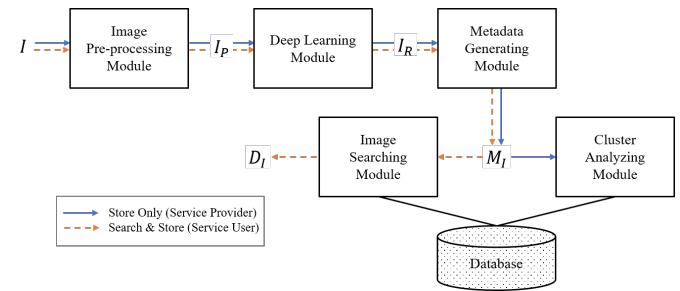 Image
Pre-processing
Module
Deep Learning
Module
Metadata
Generating
Module
I
I_P
I_R
Image
Searching
Module
Cluster
Analyzing
Module
D_I
M_I
Store Only (Service Provider)
Search & Store (Service User)
Database